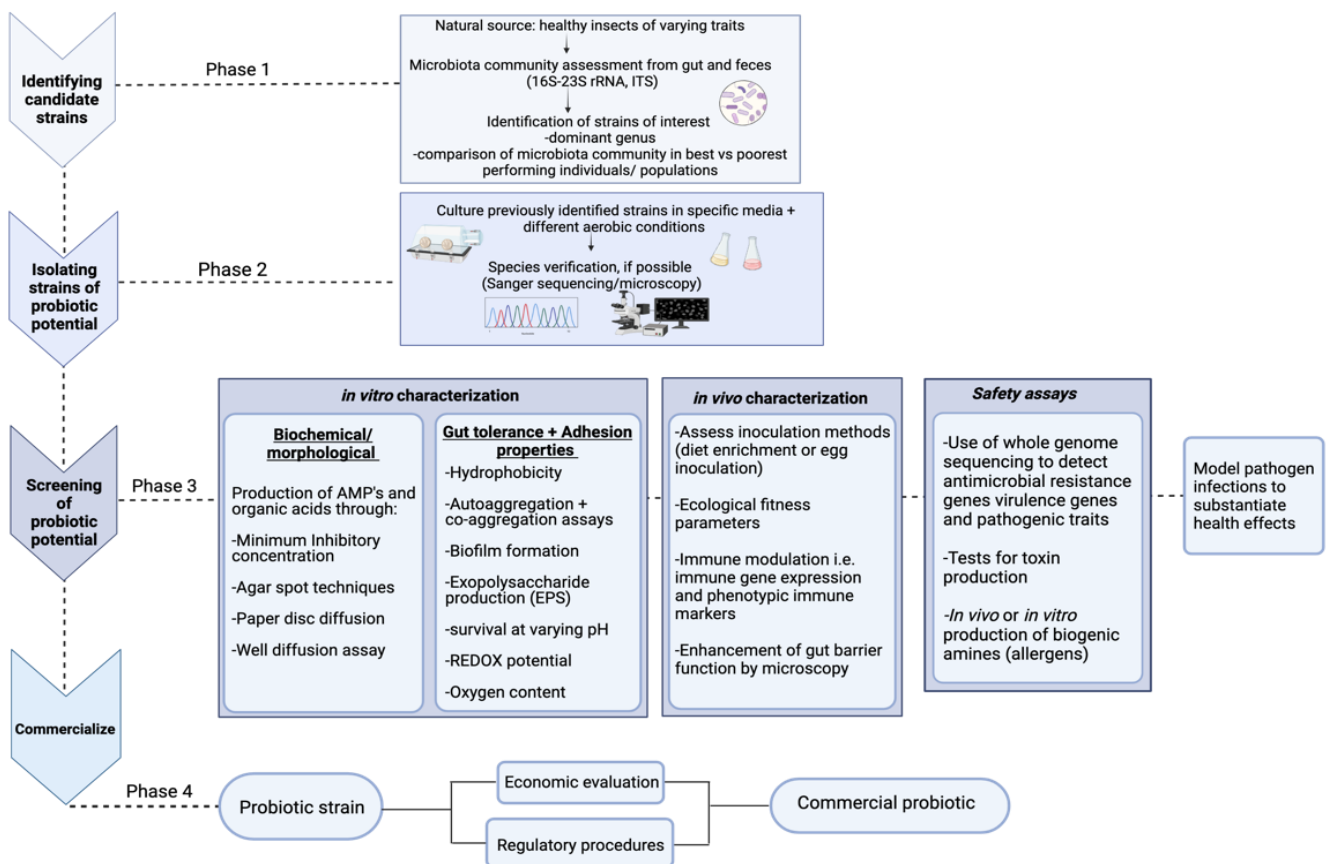 Identifying
candidate
strains
Phase 1
Natural source: healthy insects of varying traits
Microbiota community assessment from gut and feces
(16S-23S rRNA, ITS)
Identification of strains of interest
-dominant genus
-comparison of microbiota community in best vs poorest
performing individuals/ populations
Isolating
strains of
probiotic
potential
Phase 2
Culture previously identified strains in specific media +
different aerobic conditions
Species verification, if possible
(Sanger sequencing/microscopy)
Screening
of
probiotic
potential
Phase 3
in vitro characterization
Biochemical/
morphological
Production of AMP's and
organic acids through:
-Minimum Inhibitory
concentration
-Agar spot techniques
-Paper disc diffusion
-Well diffusion assay
Gut tolerance + Adhesion
properties
-Hydrophobicity
-Autoaggregation +
co-aggregation assays
-Biofilm formation
-Exopolysaccharide
production (EPS)
-survival at varying pH
-REDOX potential
-Oxygen content
in vivo characterization
-Assess inoculation methods
(diet enrichment or egg
inoculation)
-Ecological fitness
parameters
-Immune modulation i.e.
immune gene expression
and phenotypic immune
markers
-Enhancement of gut barrier
function by microscopy
Safety assays
-Use of whole genome
sequencing to detect
antimicrobial resistance
genes virulence genes
and pathogenic traits
-Tests for toxin
production
-In vivo or in vitro
production of biogenic
amines (allergens)
Model pathogen
infections to
substantiate
health effects
Commercialize
Phase 4
Probiotic strain
Economic evaluation
Regulatory procedures
Commercial probiotic